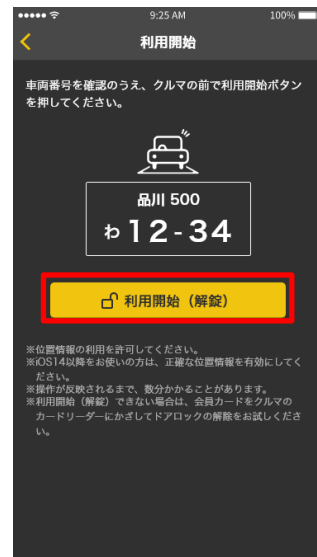 9:25 AM
100%
利用開始
車両番号を確認のうえ、クルマの前で利用開始ボタン
を押してください。
品川 500
わ 12-34
利用開始（解錠）
※位置情報の利用を許可してください。
※iOS14以降をお使いの方は、正確な位置情報を有効にしてく
ださい。
※操作が反映されるまで、数分かかることがあります。
※利用開始（解錠）できない場合は、会員カードをクルマの
カードリーダーにかざしてドアロックの解除をお試しくださ
い。